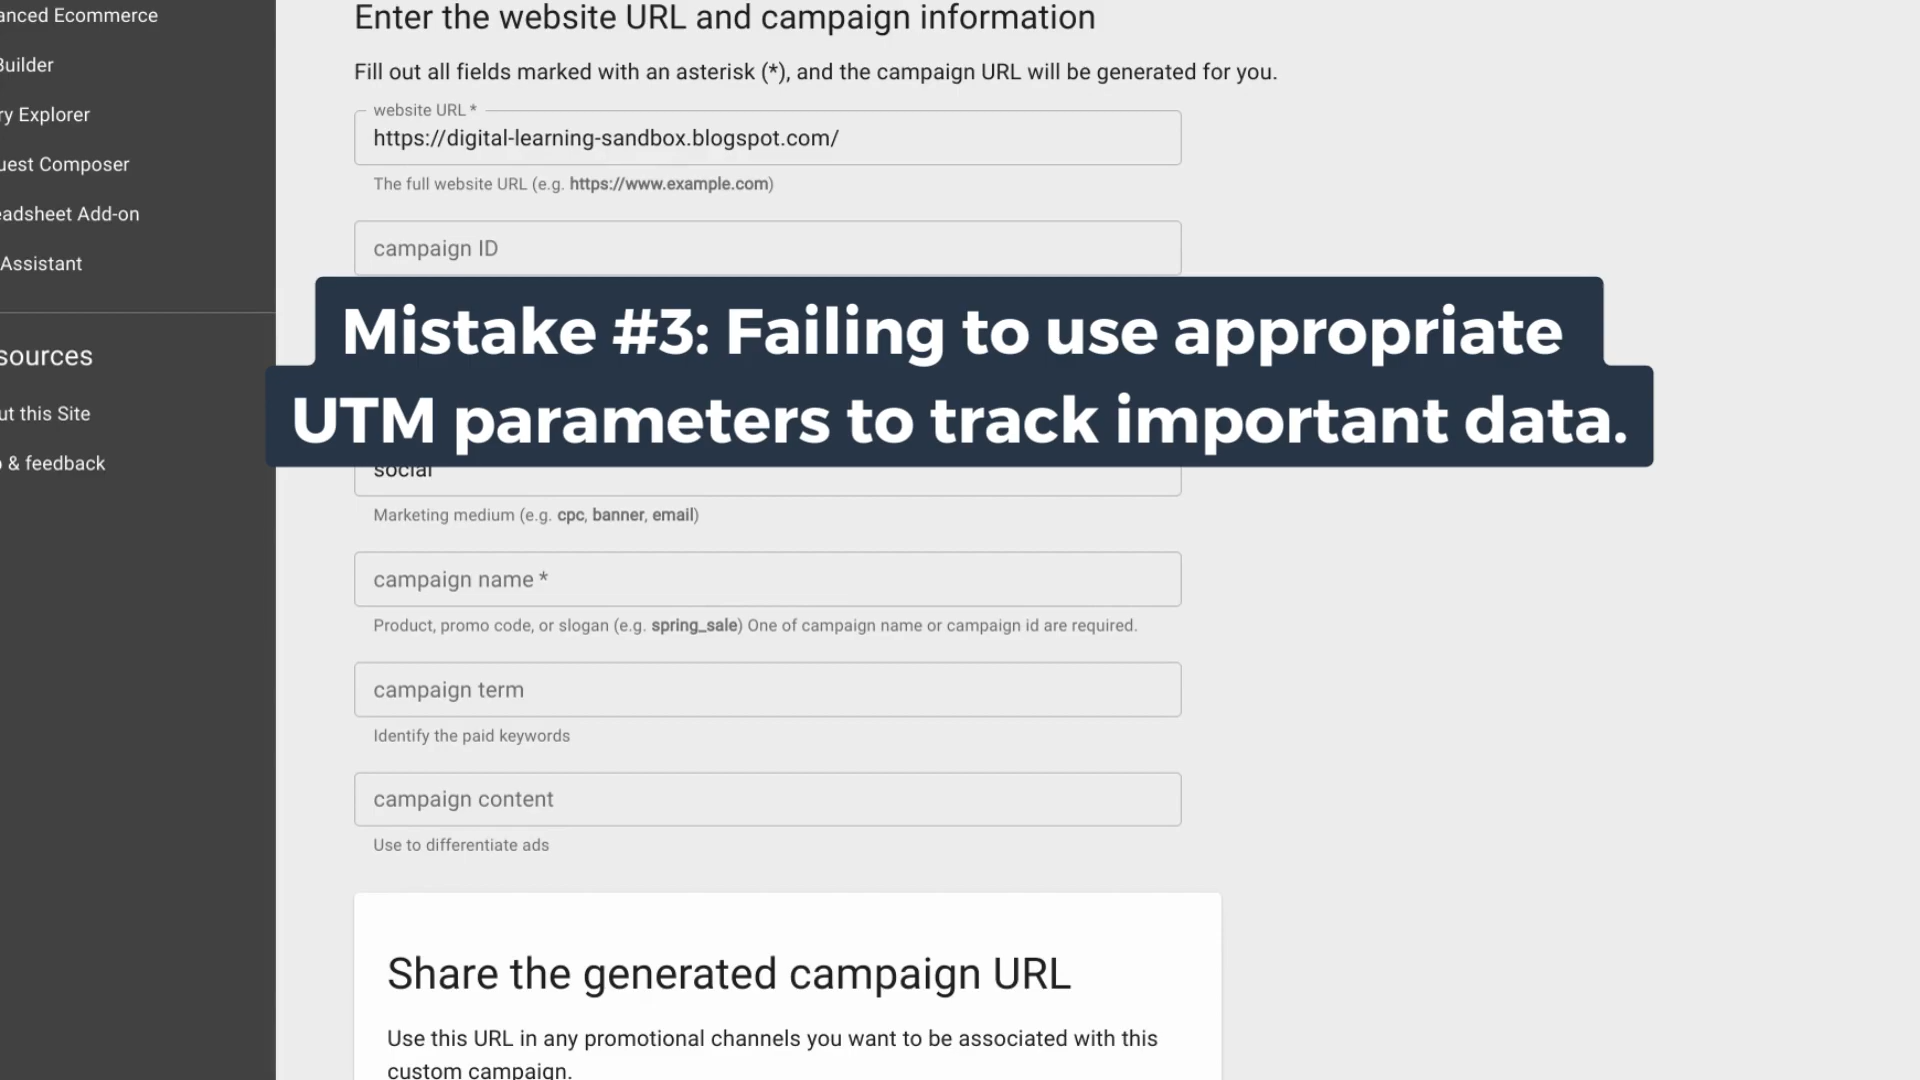 anced Ecommerce
Builder
ry Explorer
uest Composer
eadsheet Add-on
Assistant
sources
ut this Site
& feedback
Enter the website URL and campaign information
Fill out all fields marked with an asterisk (*), and the campaign URL will be generated for you.
website URL *
https://digital-learning-sandbox.blogspot.com/
The full website URL (e.g. https://www.example.com)
campaign ID
Mistake #3: Failing to use appropriate
UTM parameters to track important data.
social
Marketing medium (e.g. cpc, banner, email)
campaign name *
Product, promo code, or slogan (e.g. spring_sale) One of campaign name or campaign id are required.
campaign term
Identify the paid keywords
campaign content
Use to differentiate ads
Share the generated campaign URL
Use this URL in any promotional channels you want to be associated with this
custom campaign.